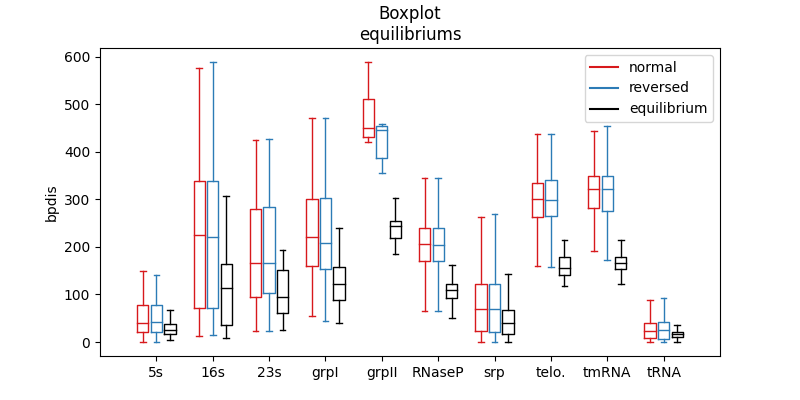 Boxplot
equilibriums
normal
reversed
equilibrium
bpdis
600
500
400
300
200
100
0
5s 16s 23s grpI grpII RNaseP srp telo. tmRNA tRNA